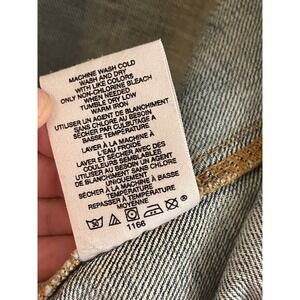 MACHINE WASH COLD
WASH AND DRY
WITH LIKE COLORS
ONLY NON-CHLORINE BLEACH
WHEN NEEDED
TUMBLE DRY LOW
WARM IRON
UTILISER UN AGENT DE BLANCHIMENT
SANS CHLORE AU BESOIN
SÉCHER PAR CULBUTAGE À
BASSE TEMPÉRATURE.
LAVER À LA MACHINE À
L'EAU FROIDE
LAVER ET SÉCHER AVEC DES
COULEURS SEMBLABLES
UTILISER AU BESOIN UN AGENT
DE BLANCHIMENT SANS CHLORE
UNIQUEMENT
SÉCHER À LA MACHINE À BASSE
TEMPÉRATURE
REPASSER À TEMPÉRATURE
MOYENNE
®
1166